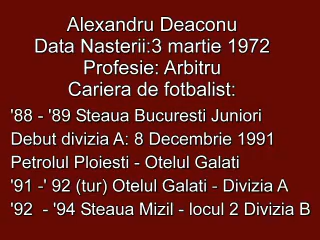 Alexandru Deaconu
Data Nasterii:3 martie 1972
Profesie: Arbitru
Cariera de fotbalist:
'88 - '89 Steaua Bucuresti Juniori
Debut divizia A: 8 Decembrie 1991
Petrolul Ploiesti - Otelul Galati
'91 -' 92 (tur) Otelul Galati - Divizia A
'92  - '94 Steaua Mizil - locul 2 Divizia B